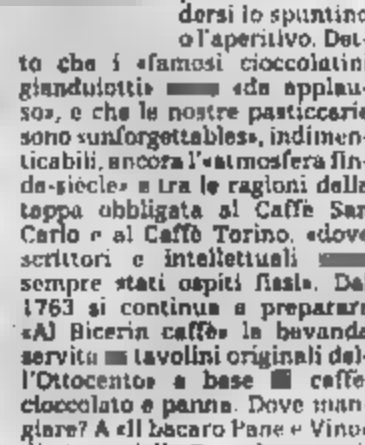 dersi lo spuntino
o l'aperitivo. Det-
to che i «famosi cioccolatini
gianduiotti» «da applau-
so», e che le nostre pasticcerie
sono «unforgettables», indimen-
ticabili, ancora l'«atmosfera fin-
de-siècle» e tra le ragioni della
tappa obbligata al Caffè San
Carlo e al Caffè Torino, «dove
scrittori e intellettuali
sempre stati ospiti fissi». Dal
1763 si continua a preparare
«Al Bicerin caffè» la bevanda
servita tavolini originali del-
l'Ottocento» a base caffè
cioccolato e panna. Dove man-
giare? A «Il Bacaro Pane e Vino»